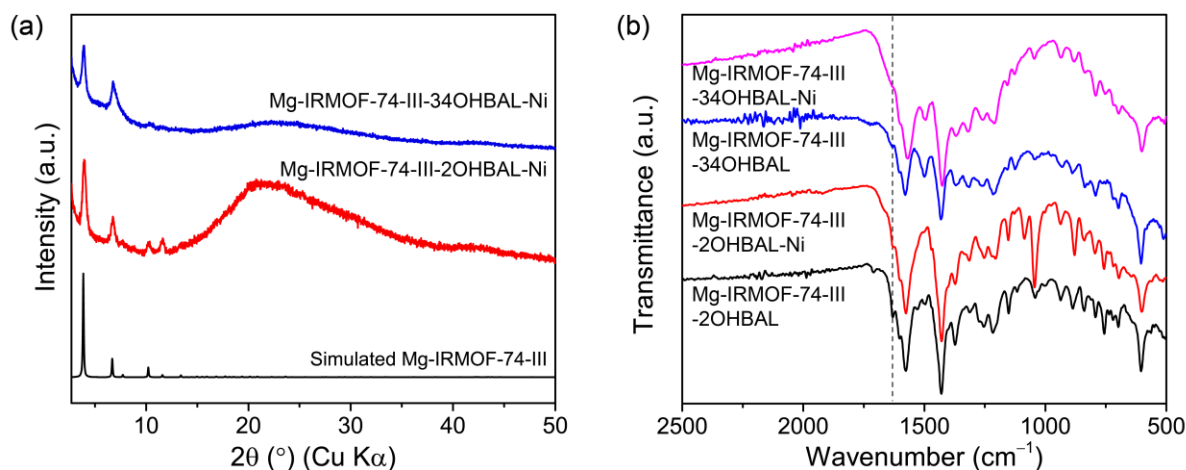 (a)
Intensity (a.u.)
Mg-IRMOF-74-III-34OHBAL-Ni
Mg-IRMOF-74-III-2OHBAL-Ni
Simulated Mg-IRMOF-74-III
10 20 30 40 50
2θ (°) (Cu Kα)
(b)
Transmittance (a.u.)
Mg-IRMOF-74-III
-34OHBAL-Ni
Mg-IRMOF-74-III
-34OHBAL
Mg-IRMOF-74-III
-2OHBAL-Ni
Mg-IRMOF-74-III
-2OHBAL
2500 2000 1500 1000 500
Wavenumber (cm⁻¹)